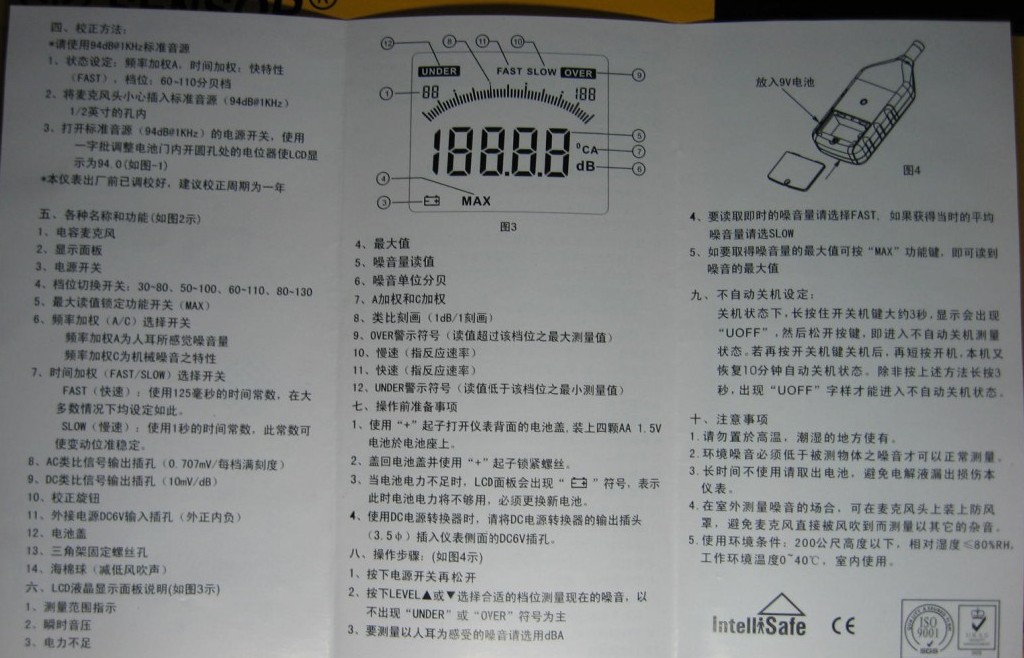 四、校正方法:
*请使用94dB@1KHz标准音源
1、状态设定: 频率加权A, 时间加权: 快特性
(FAST), 档位: 60~110分贝档
2、将麦克风头小心插入标准音源 (94dB@1KHz)
1/2英寸的孔内
3、打开标准音源 (94dB@1KHz) 的电源开关, 使用
一字批调整电池门内开圆孔处的电位器使LCD显
示为94.0(如图-1)
*本仪表出厂前已调校好, 建议校正周期为一年
五、各种名称和功能(如图2示)
1、电容麦克风
2、显示面板
3、电源开关
4、档位切换开关: 30~80、50~100、60~110、80~130
5、最大读值锁定功能开关 (MAX)
6、频率加权 (A/C) 选择开关
频率加权A为人耳所感觉噪音量
频率加权C为机械噪音之特性
7、时间加权 (FAST/SLOW) 选择开关
FAST (快速) : 使用125毫秒的时间常数, 在大
多数情况下均设定如此。
SLOW (慢速) : 使用1秒的时间常数, 此常数可
使变动位准稳定。
8、AC类比信号输出插孔 (0.707mV/每档满刻度)
9、DC类比信号输出插孔 (10mV/dB)
10、校正旋钮
11、外接电源DC6V输入插孔 (外正内负)
12、电池盖
13、三角架固定螺丝孔
14、海棉球 (减低风吹声)
六、LCD液晶显示面板说明(如图3示)
1、测量范围指示
2、瞬时音压
3、电力不足
12 8 11 10
UNDER FAST SLOW OVER 9
1 88 188
18888 5
°CA 7
dB 6
4
3 MAX
图3
4、最大值
5、噪音量读值
6、噪音单位分贝
7、A加权和C加权
8、类比刻画 (1dB/1刻画)
9、OVER警示符号 (读值超过该档位之最大测量值)
10、慢速 (指反应速率)
11、快速 (指反应速率)
12、UNDER警示符号 (读值低于该档位之最小测量值)
七、操作前准备事项
1、使用“+”起子打开仪表背面的电池盖,装上四颗AA 1.5V
电池於电池座上。
2、盖回电池盖并使用“+”起子锁紧螺丝。
3、当电池电力不足时, LCD面板会出现“ ”符号, 表示
此时电池电力将不够用, 必须更换新电池。
4、使用DC电源转换器时, 请将DC电源转换器的输出插头
(3.5φ) 插入仪表侧面的DC6V插孔。
八、操作步骤: (如图4示)
1、按下电源开关再松开
2、按下LEVEL▲或▼选择合适的档位测量现在的噪音, 以
不出现“UNDER”或“OVER”符号为主
3、要测量以人耳为感受的噪音请选用dBA
放入9V电池
图4
4、要读取即时的噪音量请选择FAST, 如果获得当时的平均
噪音量请选SLOW
5、如要取得噪音量的最大值可按“MAX”功能键, 即可读到
噪音的最大值
九、不自动关机设定:
关机状态下, 长按住开关机键大约3秒, 显示会出现
“UOFF”, 然后松开按键, 即进入不自动关机测量
状态。若再按开关机键关机后, 再短按开机, 本机又
恢复10分钟自动关机状态。除非按上述方法长按3
秒, 出现“UOFF”字样才能进入不自动关机状态。
十、注意事项
1.请勿置於高温, 潮湿的地方使有。
2.环境噪音必须低于被测物体之噪音才可以正常测量。
3.长时间不使用请取出电池, 避免电解液漏出损伤本
仪表。
4.在室外测量噪音的场合, 可在麦克风头上装上防风
罩, 避免麦克风直接被风吹到而测量以其它的杂音。
5.使用环境条件: 200公尺高度以下, 相对湿度≤80%RH,
工作环境温度0~40℃, 室内使用。
IntelliSafe CE
ISO
9001
SGS